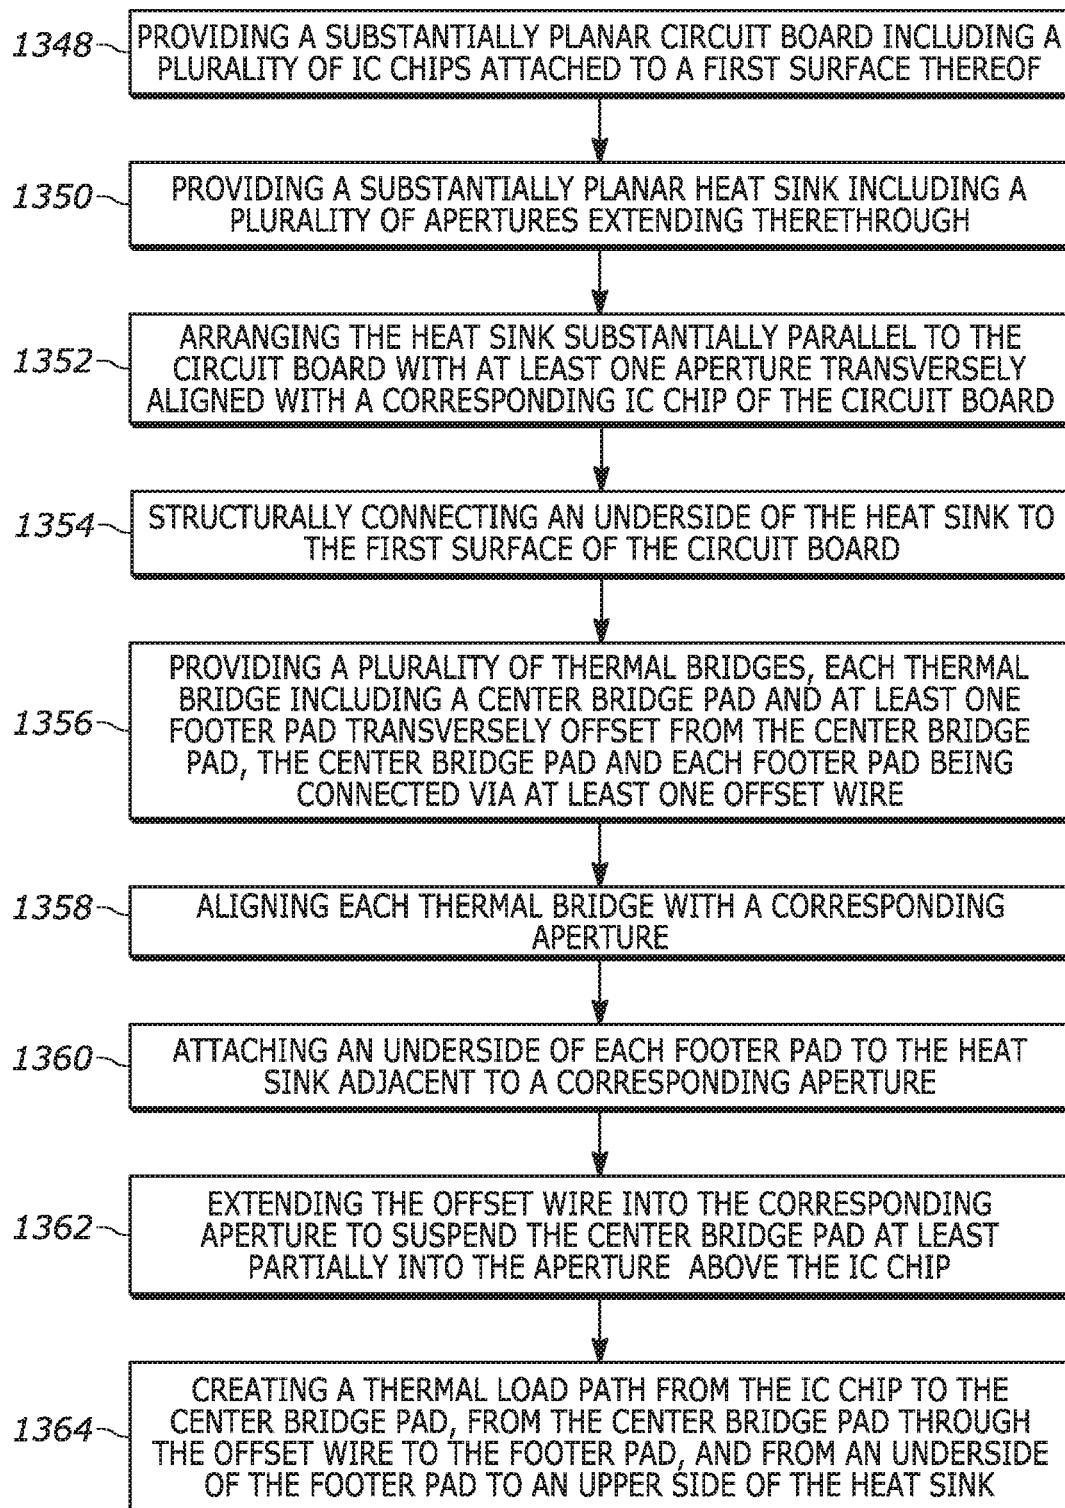 1348
PROVIDING A SUBSTANTIALLY PLANAR CIRCUIT BOARD INCLUDING A
PLURALITY OF IC CHIPS ATTACHED TO A FIRST SURFACE THEREOF
1350
PROVIDING A SUBSTANTIALLY PLANAR HEAT SINK INCLUDING A
PLURALITY OF APERTURES EXTENDING THERETHROUGH
1352
ARRANGING THE HEAT SINK SUBSTANTIALLY PARALLEL TO THE
CIRCUIT BOARD WITH AT LEAST ONE APERTURE TRANSVERSELY
ALIGNED WITH A CORRESPONDING IC CHIP OF THE CIRCUIT BOARD
1354
STRUCTURALLY CONNECTING AN UNDERSIDE OF THE HEAT SINK TO
THE FIRST SURFACE OF THE CIRCUIT BOARD
1356
PROVIDING A PLURALITY OF THERMAL BRIDGES, EACH THERMAL
BRIDGE INCLUDING A CENTER BRIDGE PAD AND AT LEAST ONE
FOOTER PAD TRANSVERSELY OFFSET FROM THE CENTER BRIDGE
PAD, THE CENTER BRIDGE PAD AND EACH FOOTER PAD BEING
CONNECTED VIA AT LEAST ONE OFFSET WIRE
1358
ALIGNING EACH THERMAL BRIDGE WITH A CORRESPONDING
APERTURE
1360
ATTACHING AN UNDERSIDE OF EACH FOOTER PAD TO THE HEAT
SINK ADJACENT TO A CORRESPONDING APERTURE
1362
EXTENDING THE OFFSET WIRE INTO THE CORRESPONDING
APERTURE TO SUSPEND THE CENTER BRIDGE PAD AT LEAST
PARTIALLY INTO THE APERTURE ABOVE THE IC CHIP
1364
CREATING A THERMAL LOAD PATH FROM THE IC CHIP TO THE
CENTER BRIDGE PAD, FROM THE CENTER BRIDGE PAD THROUGH
THE OFFSET WIRE TO THE FOOTER PAD, AND FROM AN UNDERSIDE
OF THE FOOTER PAD TO AN UPPER SIDE OF THE HEAT SINK